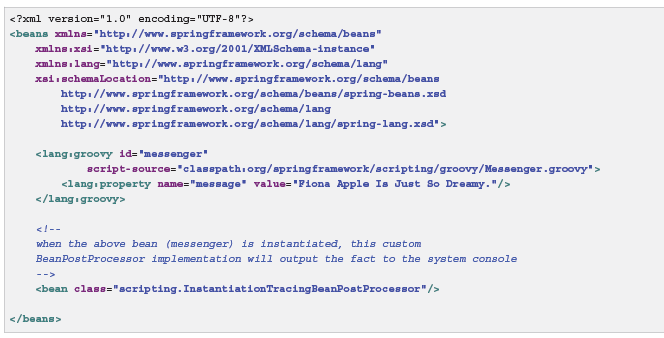 <?xml version="1.0" encoding="UTF-8"?>
<beans xmlns="http://www.springframework.org/schema/beans"
xmlns:xsi="http://www.w3.org/2001/XMLSchema-instance"
xmlns:lang="http://www.springframework.org/schema/lang"
xsi:schemaLocation="http://www.springframework.org/schema/beans
http://www.springframework.org/schema/beans/spring-beans.xsd
http://www.springframework.org/schema/lang
http://www.springframework.org/schema/lang/spring-lang.xsd">
<lang:groovy id="messenger"
script-source="classpath:org/springframework/scripting/groovy/Messenger.groovy">
<lang:property name="message" value="Fiona Apple Is Just So Dreamy."/>
</lang:groovy>
<!--
when the above bean (messenger) is instantiated, this custom
BeanPostProcessor implementation will output the fact to the system console
-->
<bean class="scripting.InstantiationTracingBeanPostProcessor"/>
</beans>